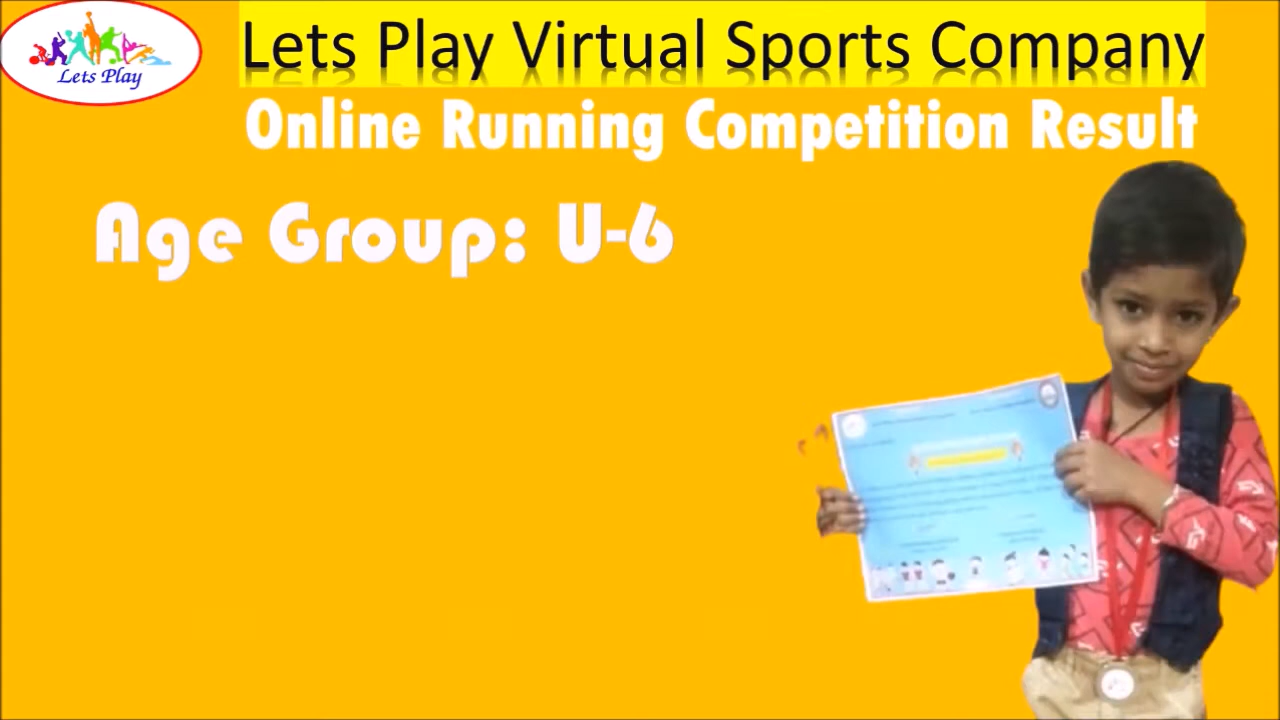 Lets Play Virtual Sports Company
Lets Play
Online Running Competition Result
Age Group: U-6